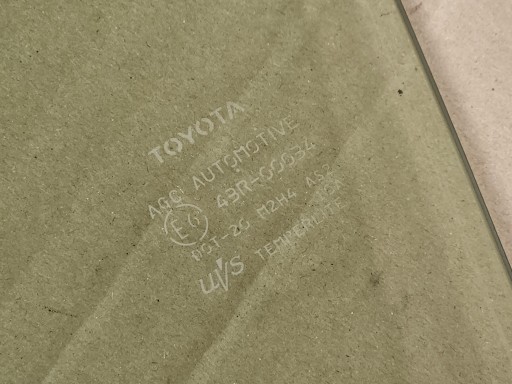 TOYOTA
AGC AUTOMOTIVE
E6 43R-00034
DOT-20 M2H4 AS2
U/S TEMPERLITE